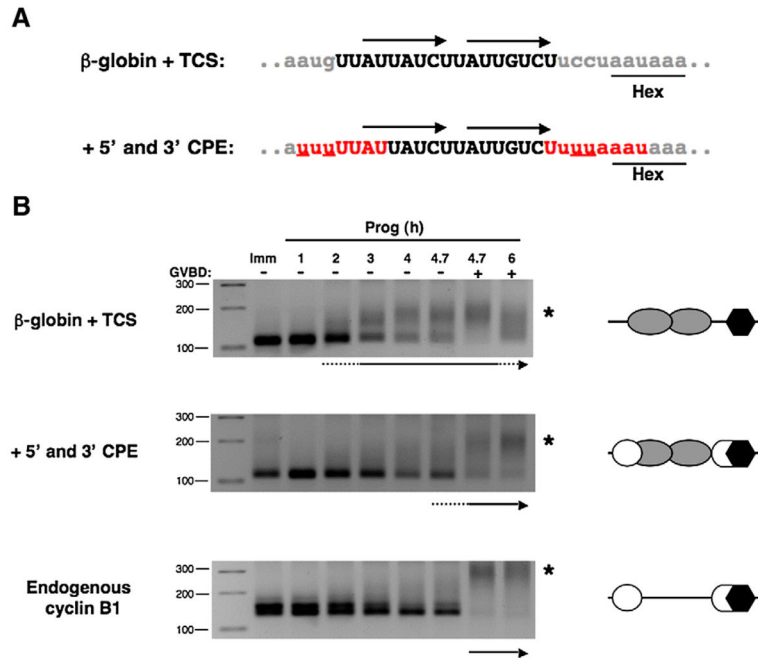 A
β-globin + TCS: ..aaugUUAUUAUCUUAUUGUCUuccuaauaaa..
Hex
+ 5' and 3' CPE: ..auuuUUAUUAUCUUAUUGUCUuuuaaauaaa..
Hex
B
Prog (h)
Imm 1 2 3 4 4.7 4.7 6
GVBD: - - - - - - + +
β-globin + TCS
300
200
100
*
+ 5' and 3' CPE
300
200
100
*
Endogenous
cyclin B1
300
200
100
*